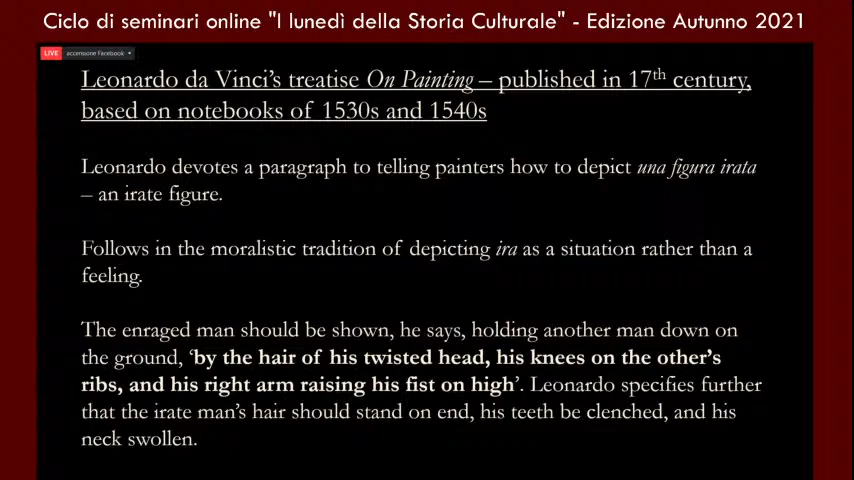 Ciclo di seminari online "I lunedì della Storia Culturale" - Edizione Autunno 2021
LIVE accensione Facebook
Leonardo da Vinci's treatise On Painting – published in 17th century,
based on notebooks of 1530s and 1540s
Leonardo devotes a paragraph to telling painters how to depict una figura irata
– an irate figure.
Follows in the moralistic tradition of depicting ira as a situation rather than a
feeling.
The enraged man should be shown, he says, holding another man down on
the ground, ‘by the hair of his twisted head, his knees on the other’s
ribs, and his right arm raising his fist on high’. Leonardo specifies further
that the irate man’s hair should stand on end, his teeth be clenched, and his
neck swollen.